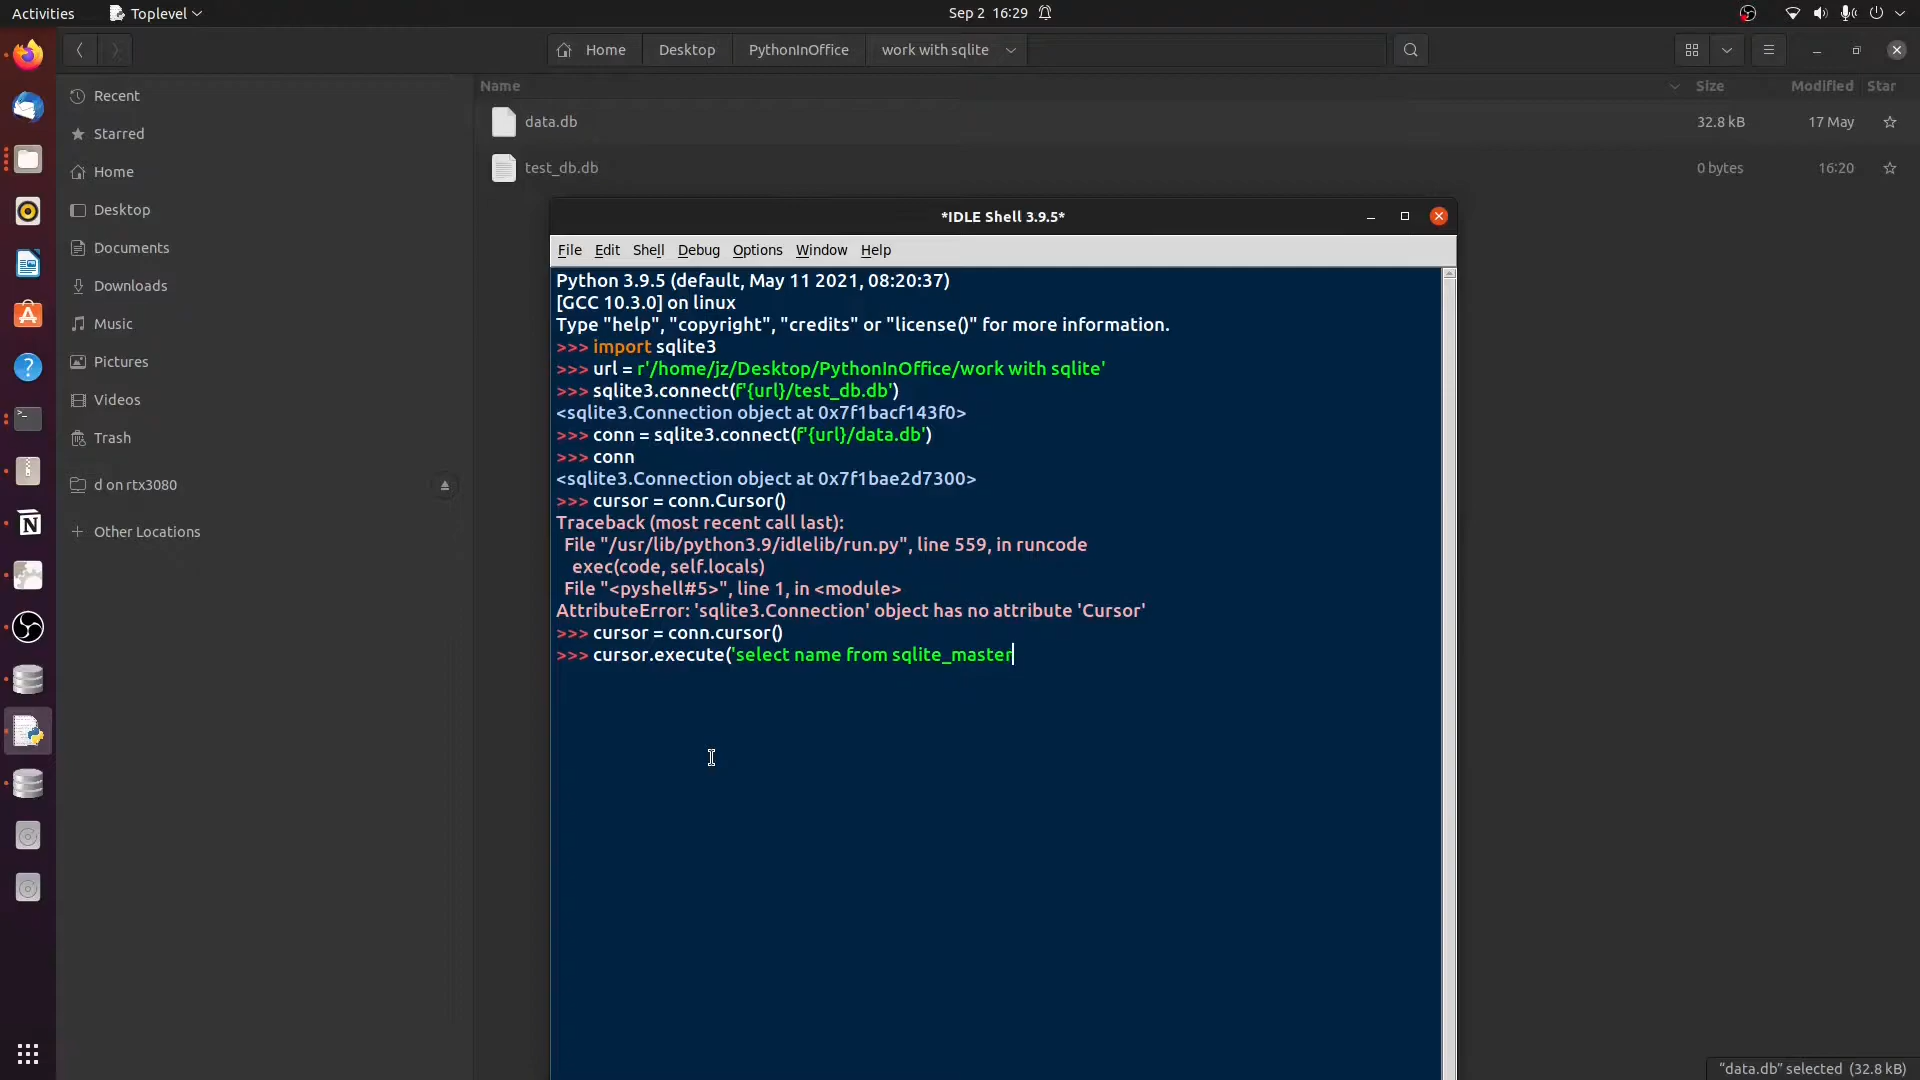 Activities
Toplevel
Sep 2 16:29
Home
Desktop
PythonInOffice
work with sqlite
Name
Size
Modified
Star
Recent
Starred
Home
Desktop
Documents
Downloads
Music
Pictures
Videos
Trash
d on rtx3080
+ Other Locations
data.db
32.8 kB
17 May
test_db.db
0 bytes
16:20
*IDLE Shell 3.9.5*
File Edit Shell Debug Options Window Help
Python 3.9.5 (default, May 11 2021, 08:20:37)
[GCC 10.3.0] on linux
Type "help", "copyright", "credits" or "license()" for more information.
>>> import sqlite3
>>> url = r'/home/jz/Desktop/PythonInOffice/work with sqlite'
>>> sqlite3.connect(f'{url}/test_db.db')
<sqlite3.Connection object at 0x7f1bacf143f0>
>>> conn = sqlite3.connect(f'{url}/data.db')
>>> conn
<sqlite3.Connection object at 0x7f1bae2d7300>
>>> cursor = conn.Cursor()
Traceback (most recent call last):
File "/usr/lib/python3.9/idlelib/run.py", line 559, in runcode
exec(code, self.locals)
File "<pyshell#5>", line 1, in <module>
AttributeError: 'sqlite3.Connection' object has no attribute 'Cursor'
>>> cursor = conn.cursor()
>>> cursor.execute('select name from sqlite_master
"data.db" selected (32.8 kB)